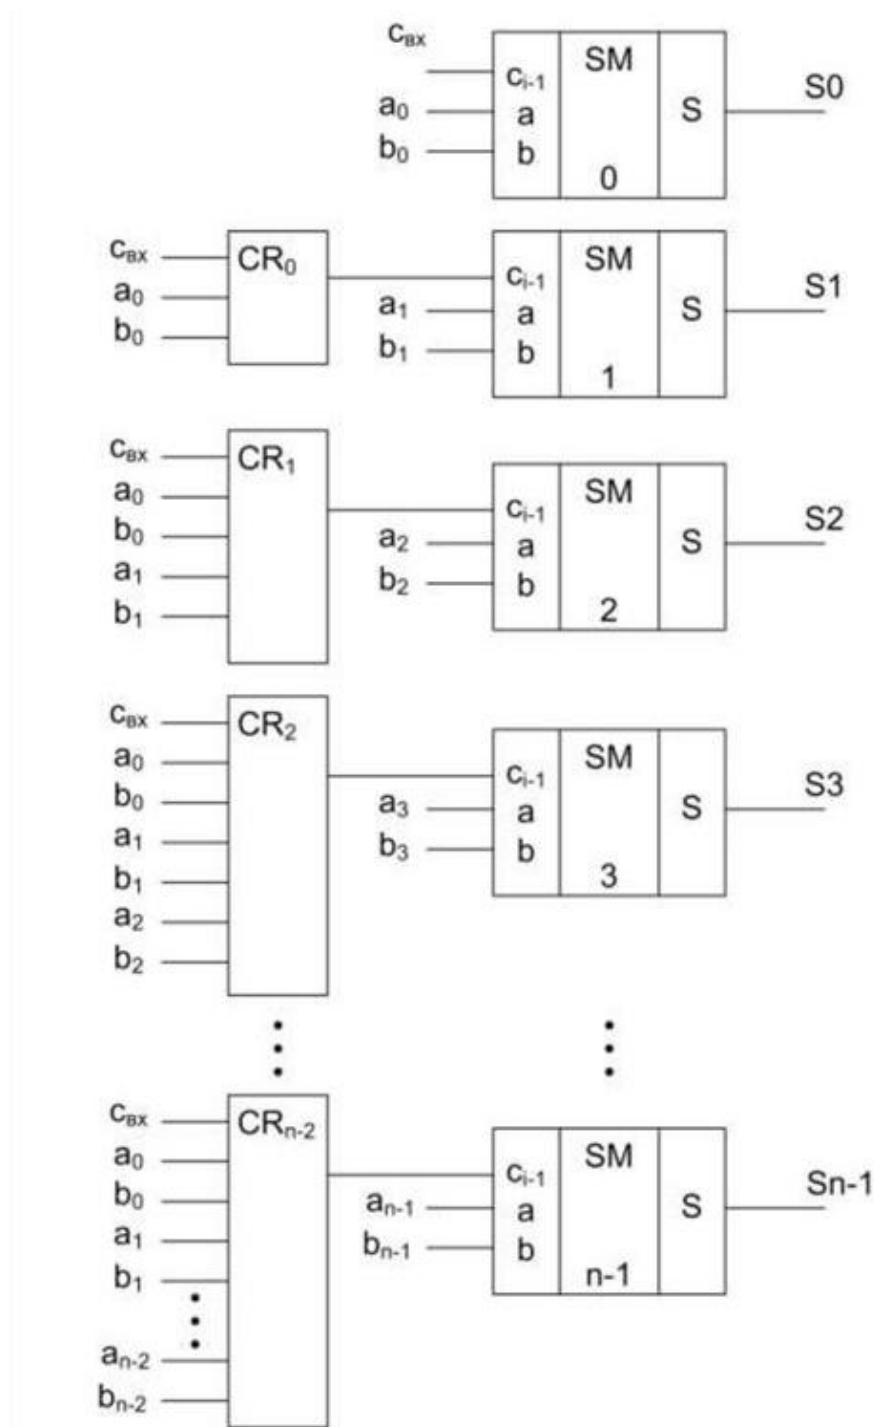 cвх
ci-1 SM
a0 a S S0
b0 b
0
cвх CR0
a0
b0
ci-1 SM
a1 a S S1
b1 b
1
cвх CR1
a0
b0
a1
b1
ci-1 SM
a2 a S S2
b2 b
2
cвх CR2
a0
b0
a1
b1
a2
b2
ci-1 SM
a3 a S S3
b3 b
3
cвх CRn-2
a0
b0
a1
b1
an-2
bn-2
ci-1 SM
an-1 a S Sn-1
bn-1 b
n-1